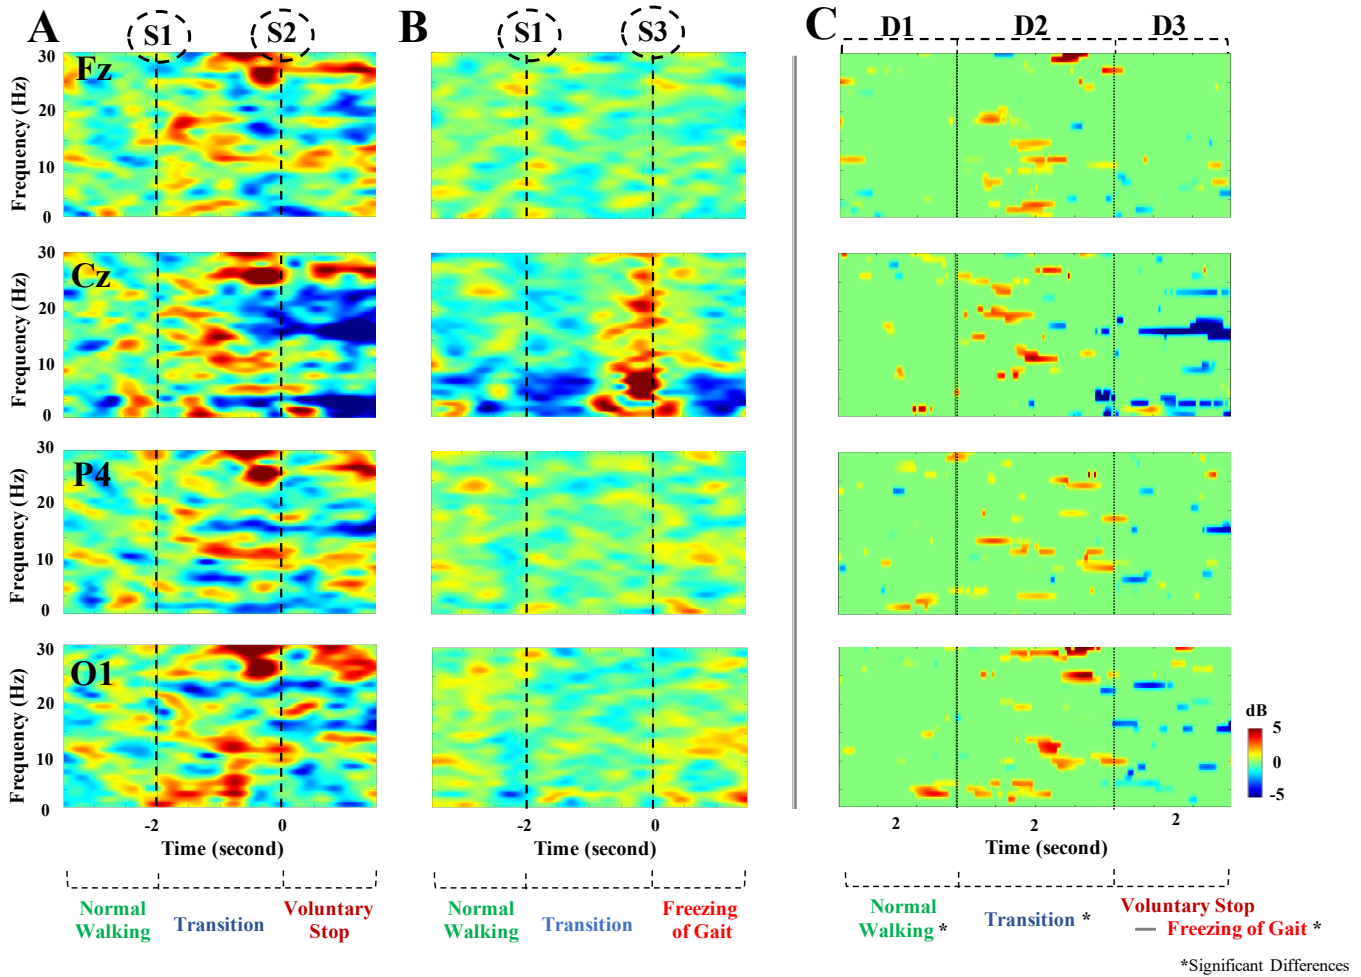 A S1 S2 B S1 S3 C D1 D2 D3
Fz
Frequency (Hz)
30
20
10
0
Cz
Frequency (Hz)
30
20
10
0
P4
Frequency (Hz)
30
20
10
0
O1
Frequency (Hz)
30
20
10
0
dB
5
0
-5
-2 0 -2 0 2 2 2
Time (second) Time (second) Time (second)
Normal Walking
Transition
Voluntary Stop
Normal Walking
Transition
Freezing of Gait
Normal Walking *
Transition *
Voluntary Stop
— Freezing of Gait *
*Significant Differences